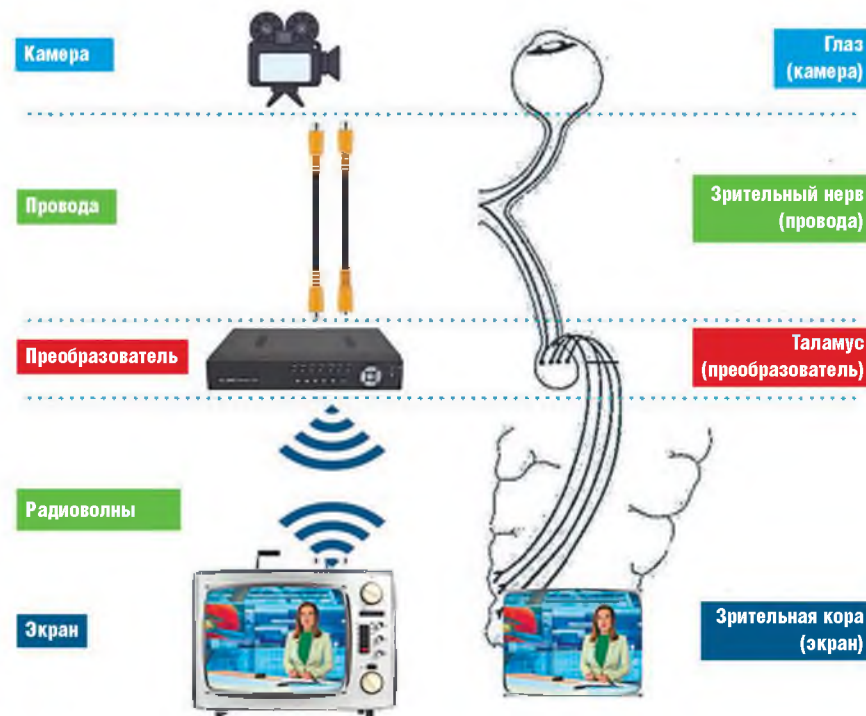 Камера
Глаз
(камера)
Провода
Зрительный нерв
(провода)
Преобразователь
Таламус
(преобразователь)
Радиоволны
Экран
Зрительная кора
(экран)